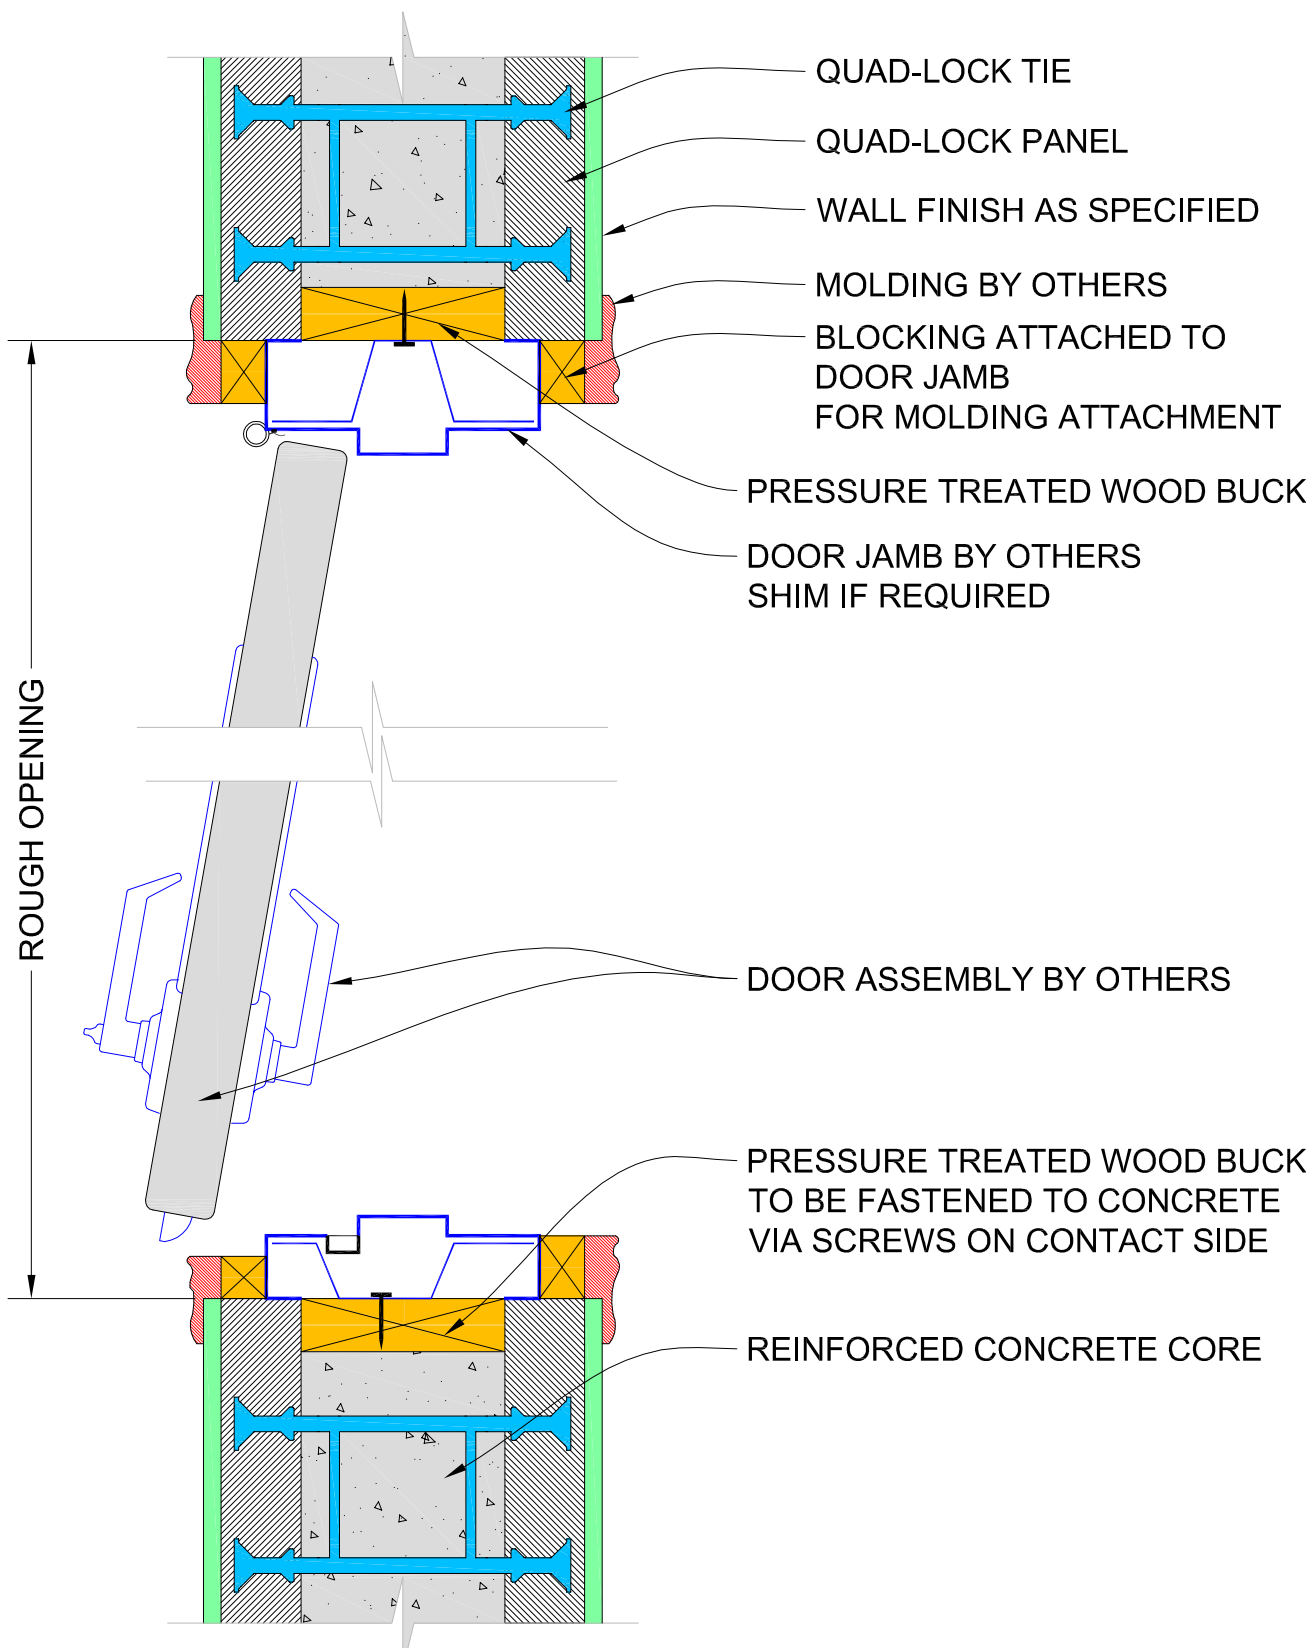 QUAD-LOCK TIE
QUAD-LOCK PANEL
WALL FINISH AS SPECIFIED
MOLDING BY OTHERS
BLOCKING ATTACHED TO
DOOR JAMB
FOR MOLDING ATTACHMENT
PRESSURE TREATED WOOD BUCK
DOOR JAMB BY OTHERS
SHIM IF REQUIRED
ROUGH OPENING
DOOR ASSEMBLY BY OTHERS
PRESSURE TREATED WOOD BUCK
TO BE FASTENED TO CONCRETE
VIA SCREWS ON CONTACT SIDE
REINFORCED CONCRETE CORE